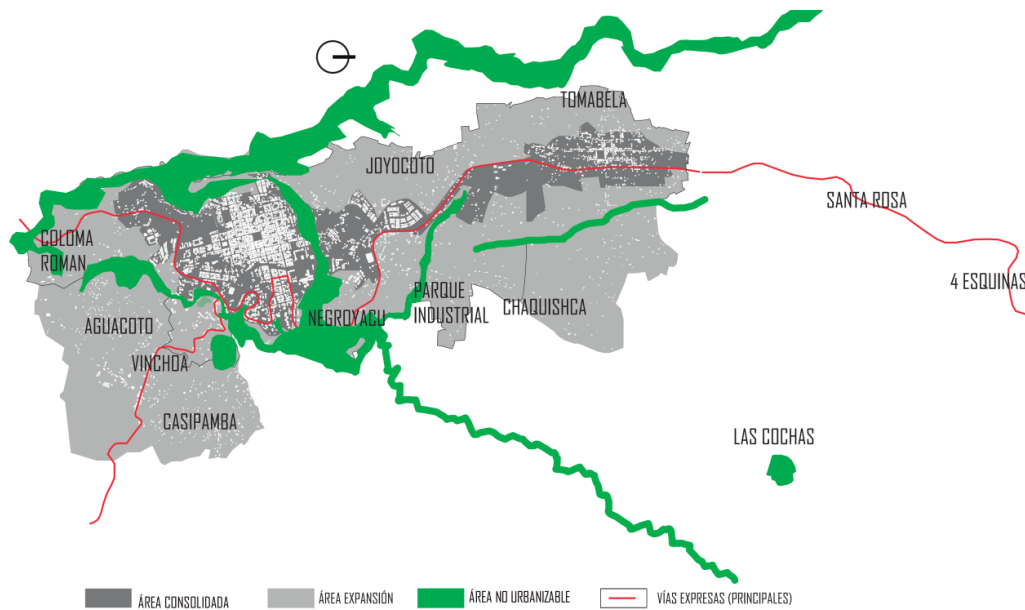 TOMABELA
JOYOCOTO
SANTA ROSA
COLOMA
ROMAN
4 ESQUINAS
PARQUE
INDUSTRIAL
CHAQUISHCA
NEGROYACU
AGUACOTO
VINCHOA
CASIPAMBA
LAS COCHAS
ÁREA CONSOLIDADA
ÁREA EXPANSIÓN
ÁREA NO URBANIZABLE
VÍAS EXPRESAS (PRINCIPALES)